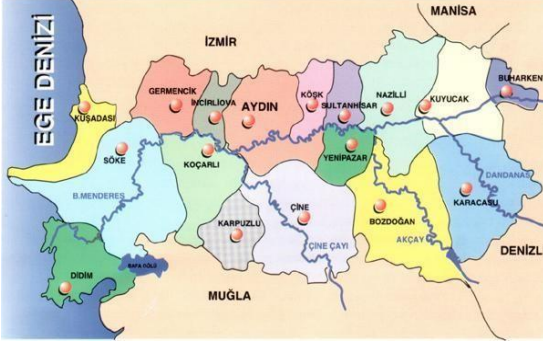 MANİSA
İZMİR
EGE DENİZİ
GERMENCİK
İNCİRLİOVA
AYDIN
KÖŞK
SULTANHİSAR
NAZİLLİ
KUYUCAK
BUHARKEN
KUŞADASI
SÖKE
KOÇARLI
YENİPAZAR
DANDANAS
B.MENDERES
KARPUZLU
ÇİNE
BOZDOĞAN
KARACASU
ÇİNE ÇAYI
AKÇAY
DENİZL
BAFA GÖLÜ
DİDİM
MUĞLA